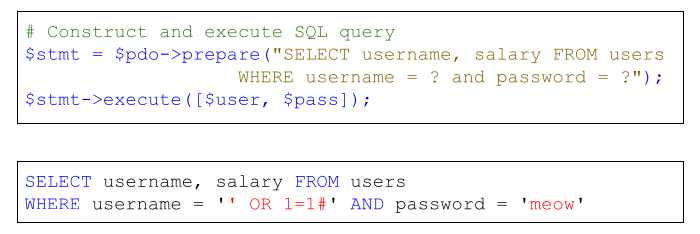 # Construct and execute SQL query
$stmt = $pdo->prepare("SELECT username, salary FROM users
WHERE username = ? and password = ?");
$stmt->execute([$user, $pass]);
SELECT username, salary FROM users
WHERE username = '' OR 1=1#' AND password = 'meow'